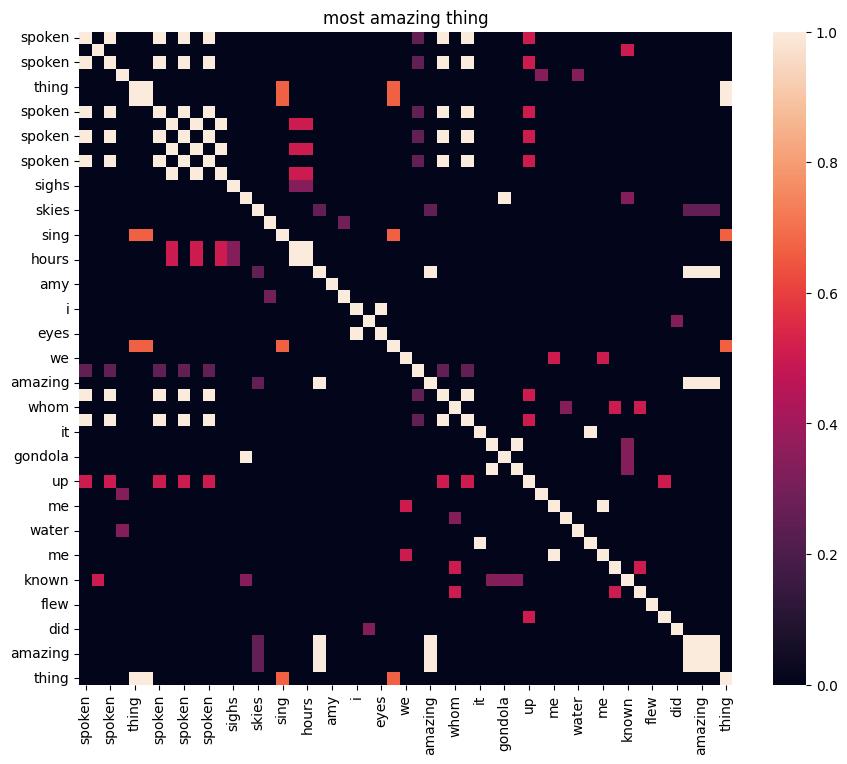 most amazing thing
spoken
spoken
thing
spoken
spoken
spoken
sighs
skies
sing
hours
amy
i
eyes
we
amazing
whom
it
gondola
up
me
water
me
known
flew
did
amazing
thing
1.0
0.8
0.6
0.4
0.2
0.0
spoken
spoken
thing
spoken
spoken
spoken
sighs
skies
sing
hours
amy
i
eyes
we
amazing
whom
it
gondola
up
me
water
me
known
flew
did
amazing
thing